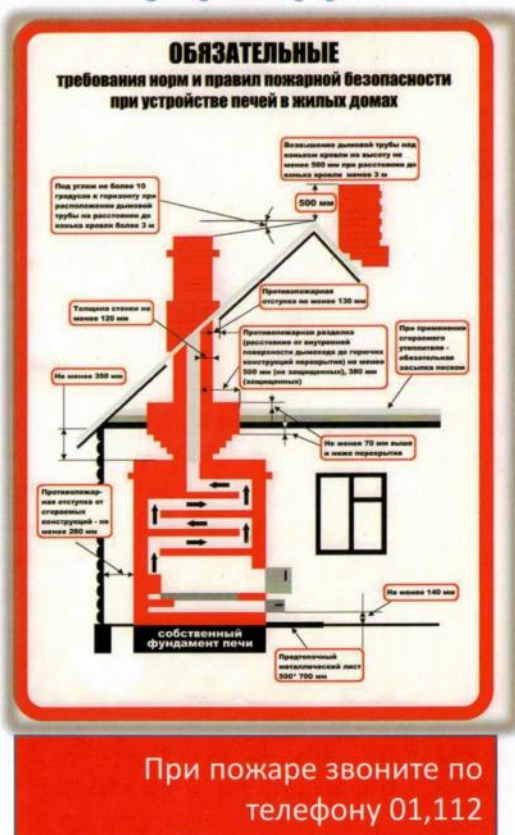 ОБЯЗАТЕЛЬНЫЕ
требования норм и правил пожарной безопасности
при устройстве печей в жилых домах
Возвышение дымовой трубы над
коньком кровли на высоту не
менее 500 мм при расстоянии до
конька кровли менее 3 м
Под углом не более 10
градусов к горизонту при
расположении дымовой
трубы на расстояние до
конька кровли более 3 м
500 мм
Противопожарная
отступка не менее 130 мм
Толщина стенки не
менее 120 мм
Противопожарная разделка
(расстояние от внутренней
поверхности дымохода до горючих
конструкций перекрытия) не менее
500 мм (не защищенных), 380 мм
(защищенных)
При применении
сгораемого
утеплителя -
обязательная
засыпка песком
Не менее 350 мм
Не менее 70 мм выше
и ниже перекрытия
Противопожар-
ная отступка от
сгораемых
конструкций - не
менее 260 мм
Не менее 140 мм
собственный
фундамент печи
Предтопочный
металлический лист
500* 700 мм
При пожаре звоните по
телефону 01,112